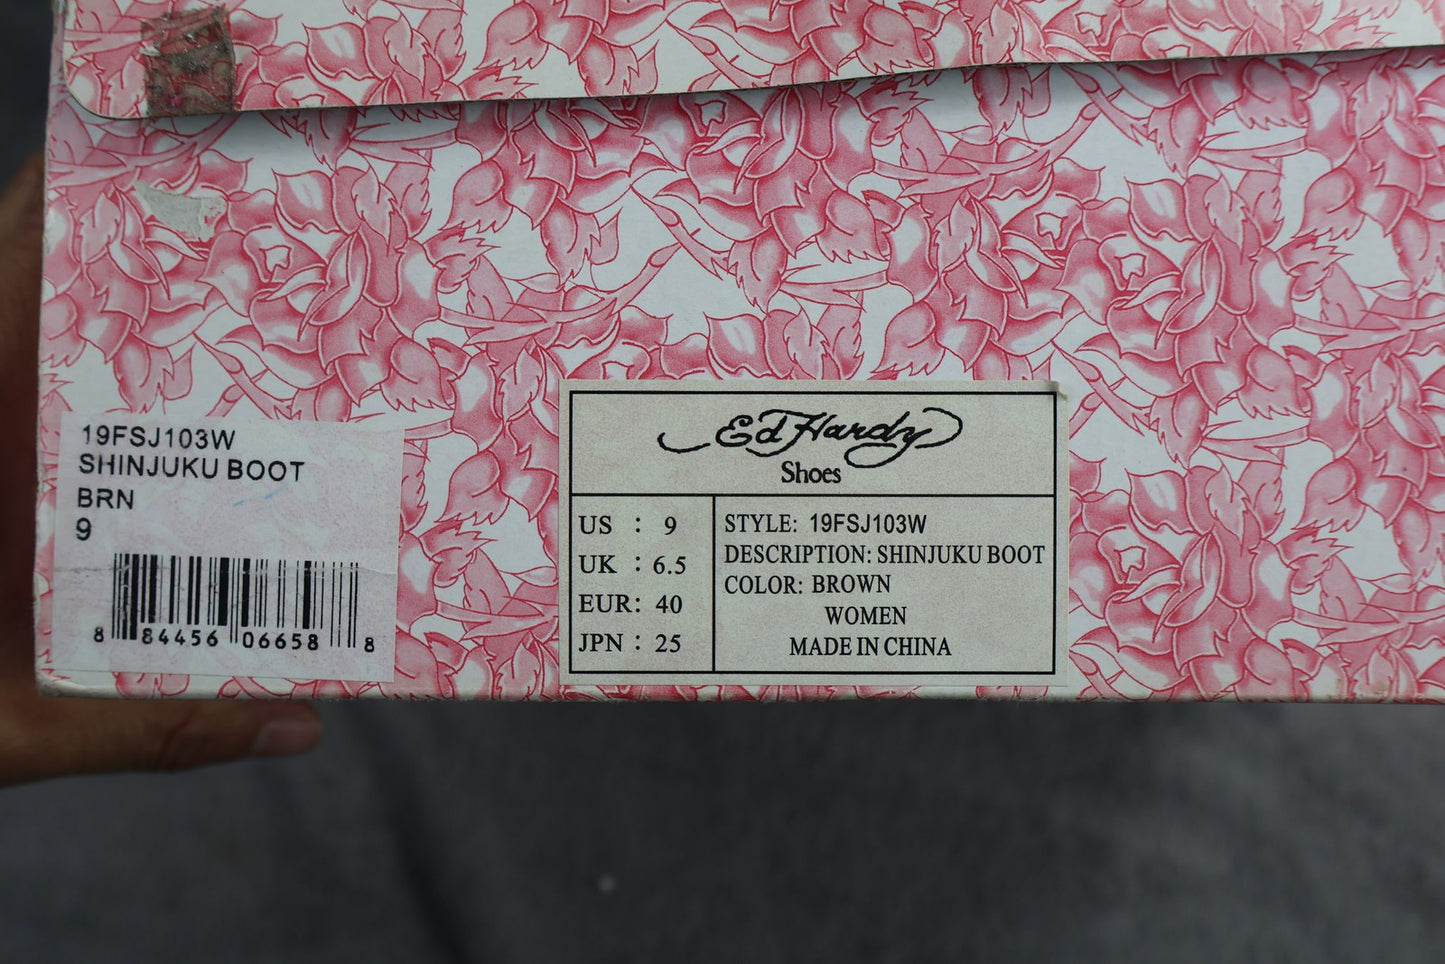 19FSJ103W
SHINJUKU BOOT
BRN
9
8 84456 06658 8
Ed Hardy
Shoes
US : 9
UK : 6.5
EUR: 40
JPN : 25
STYLE: 19FSJ103W
DESCRIPTION: SHINJUKU BOOT
COLOR: BROWN
WOMEN
MADE IN CHINA